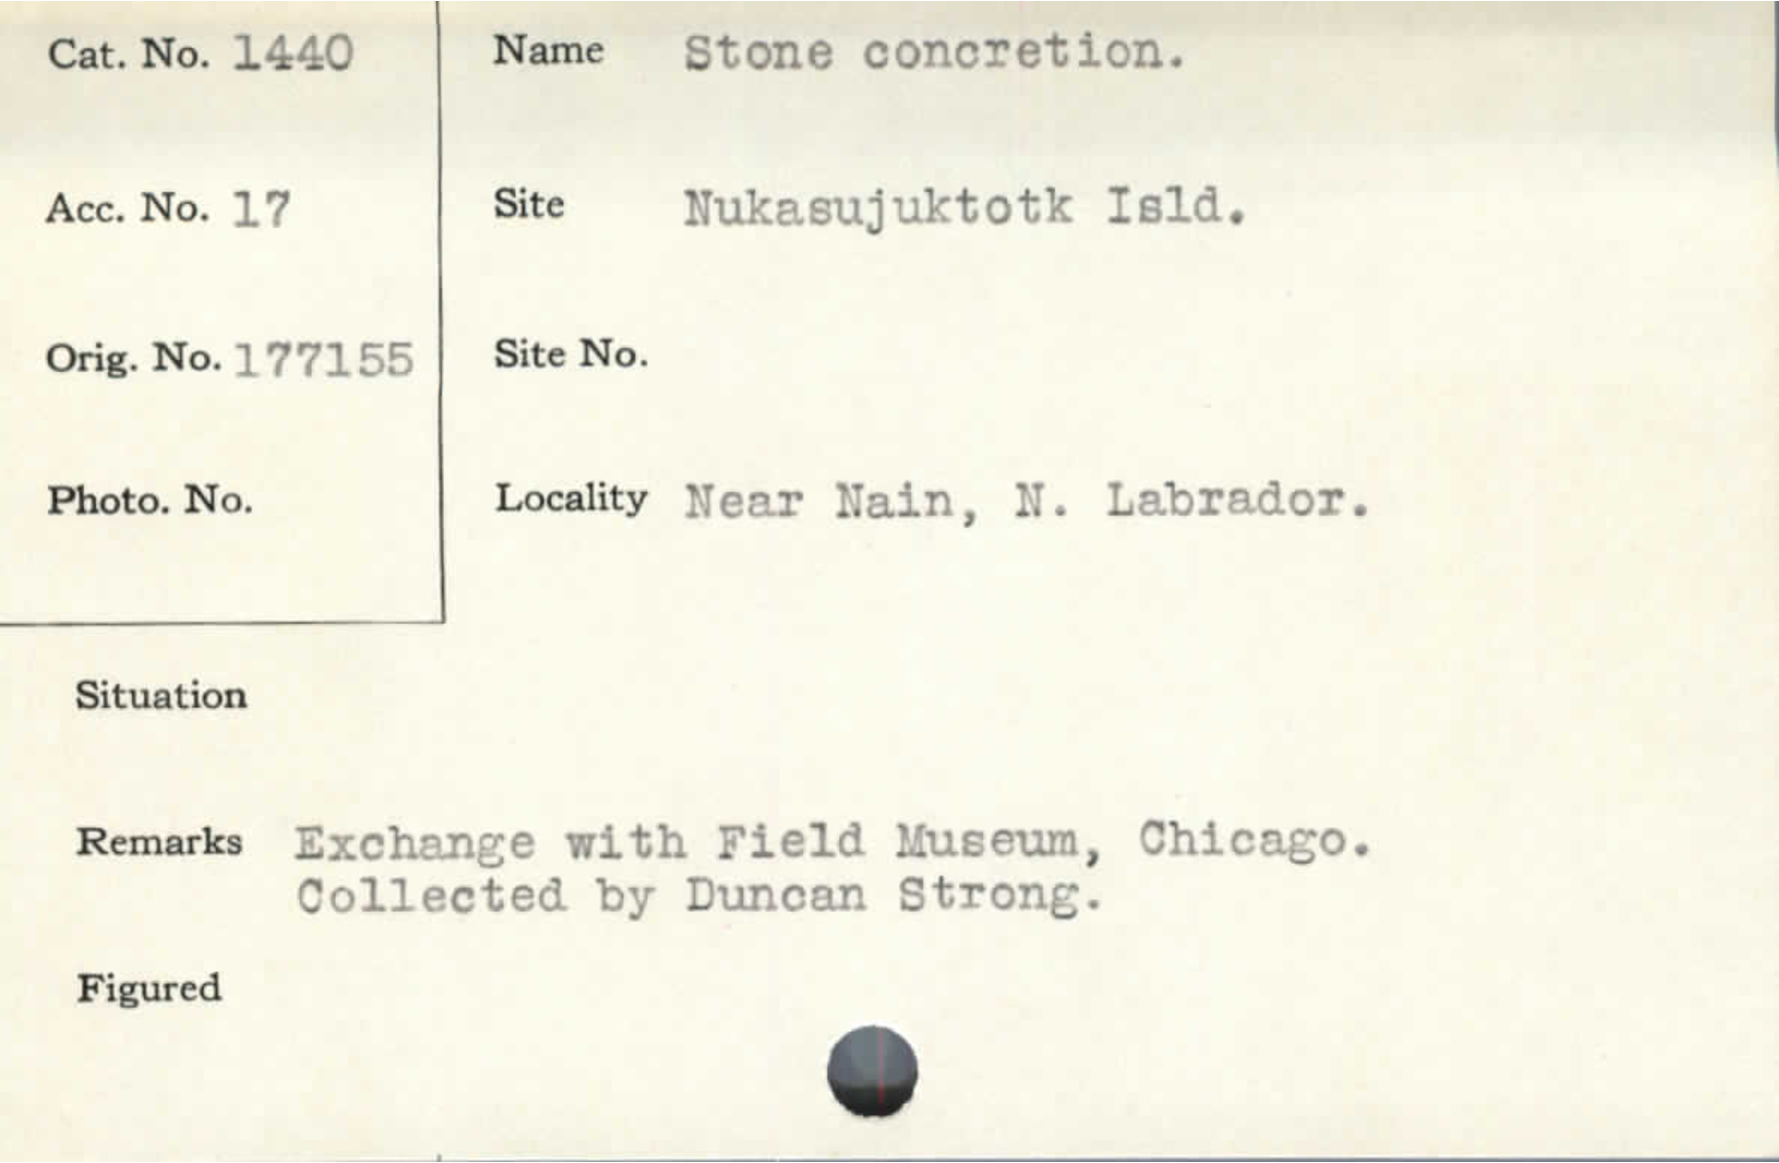 Cat. No. 1440
Name Stone concretion.
Acc. No. 17
Site Nukasujuktotk Isld.
Orig. No. 177155
Site No.
Photo. No.
Locality Near Nain, N. Labrador.
Situation
Remarks Exchange with Field Museum, Chicago.
Collected by Duncan Strong.
Figured